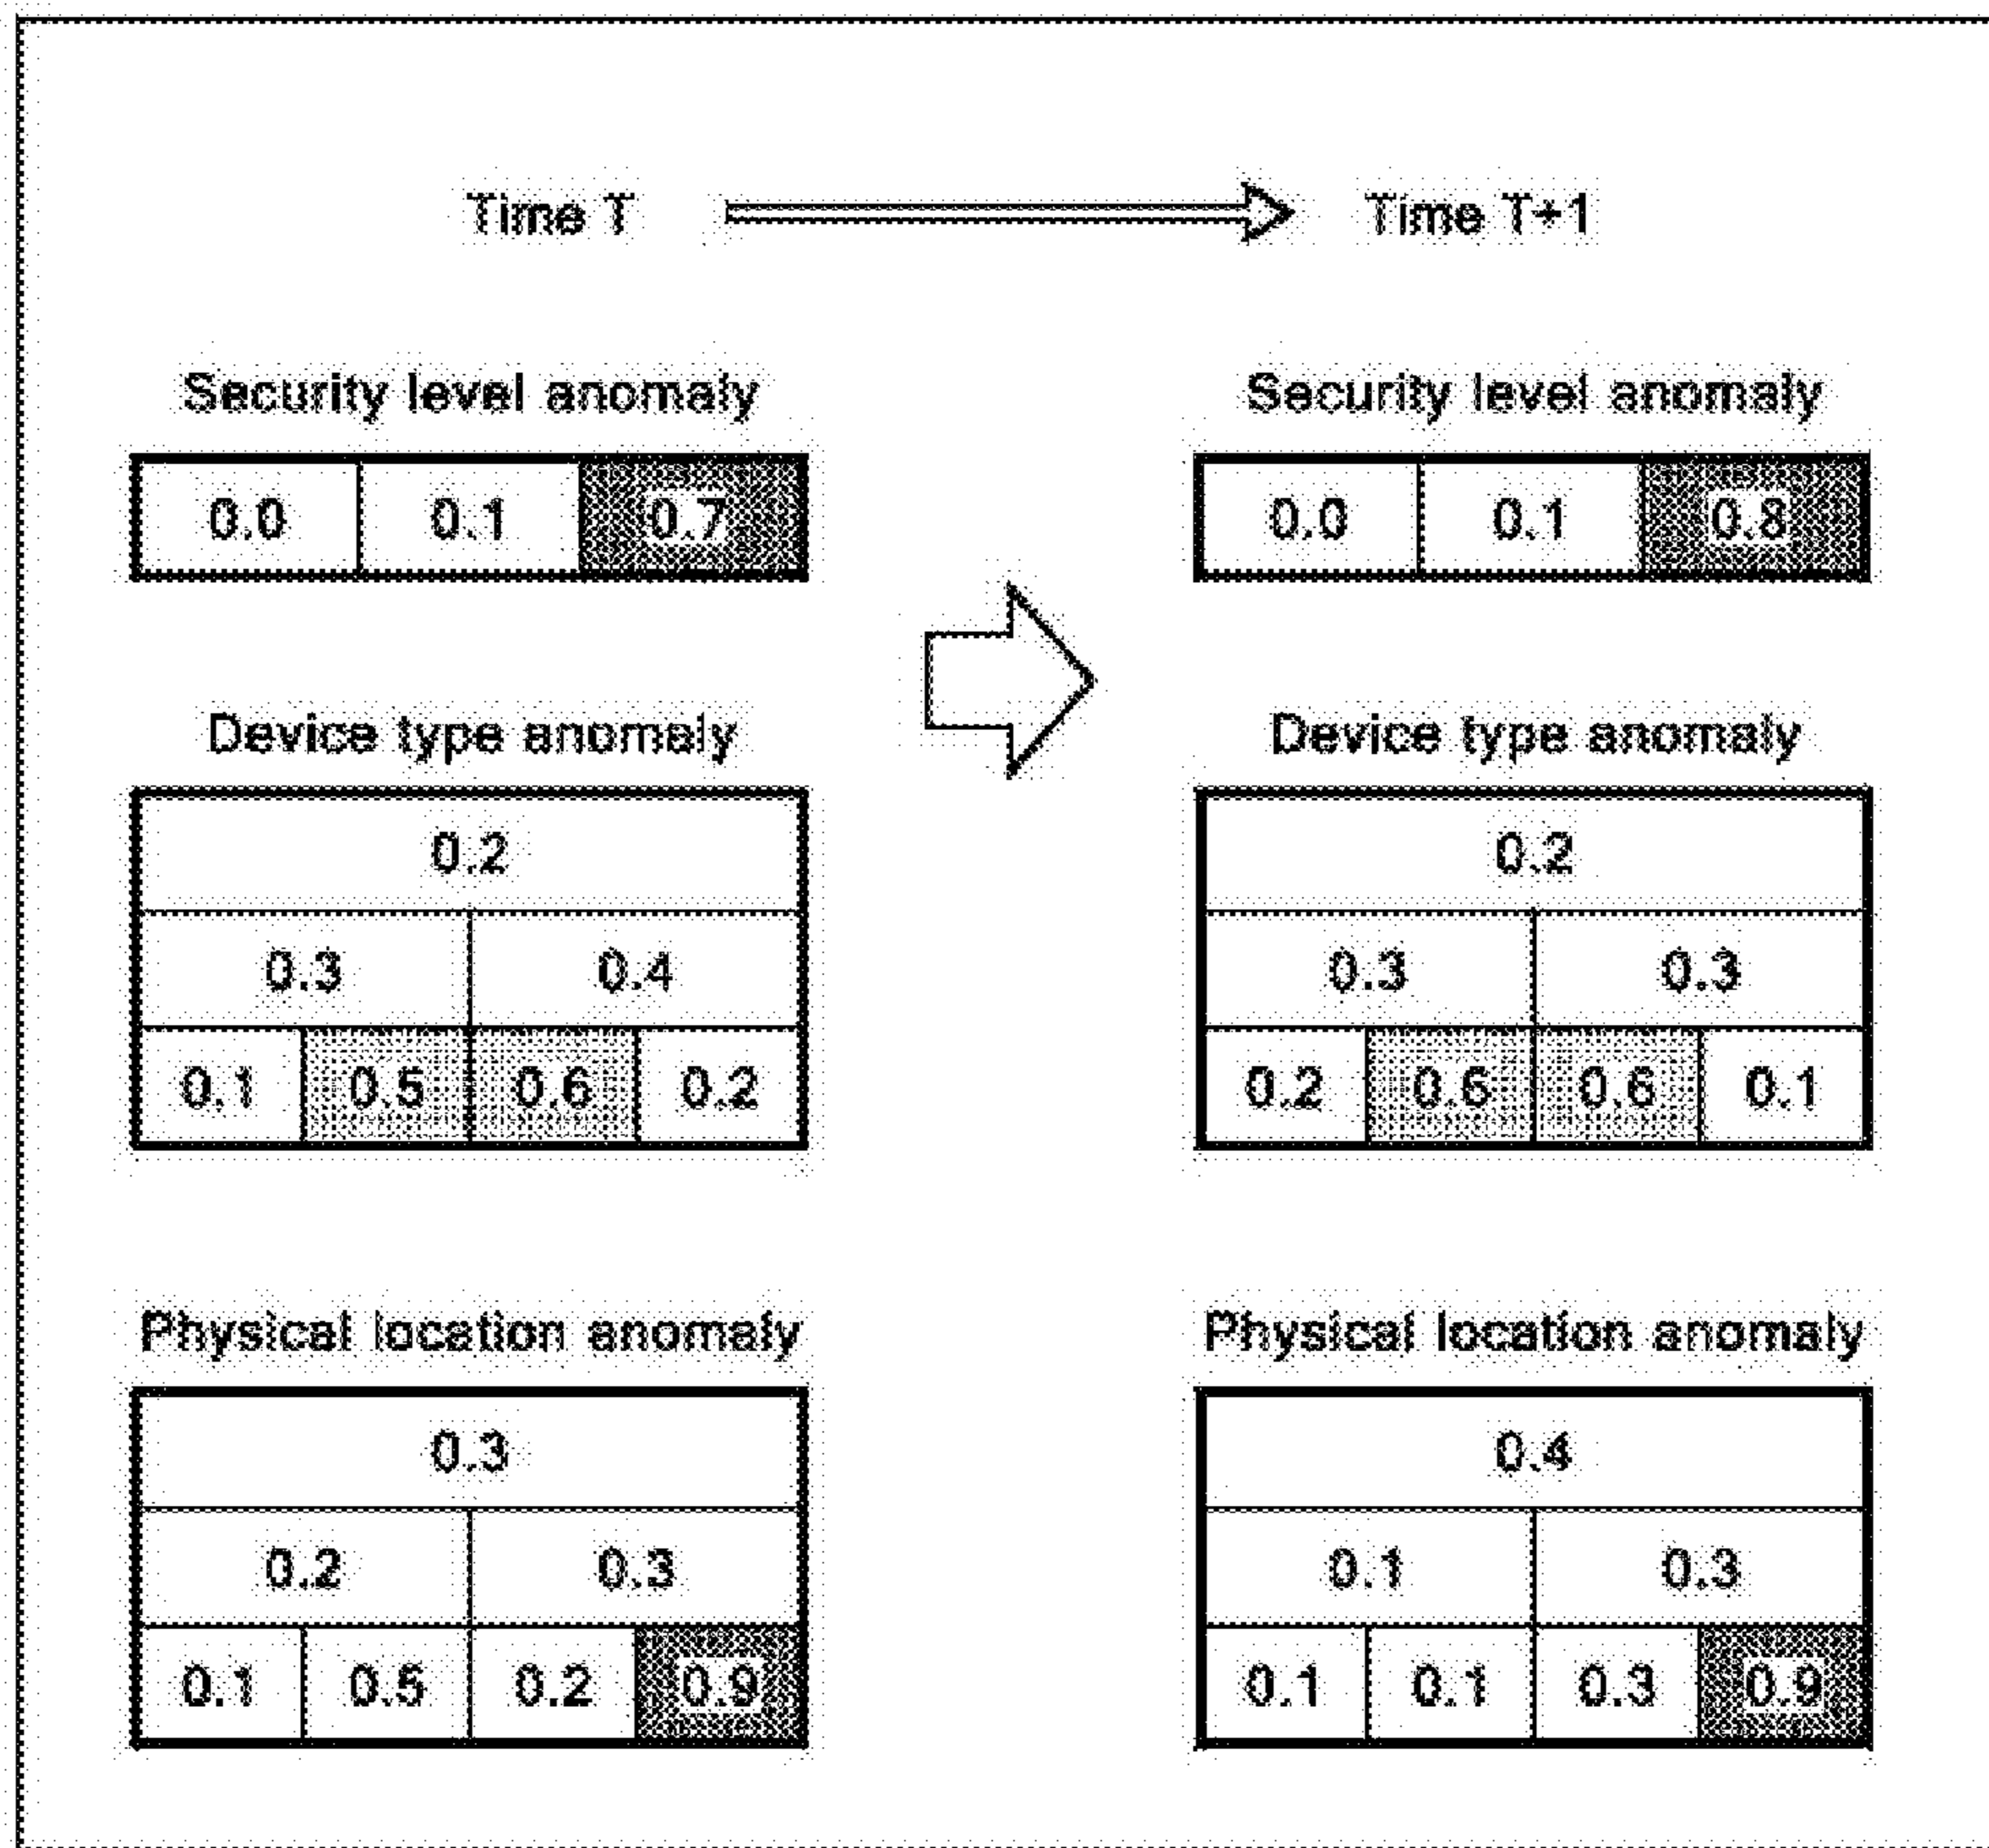 Time T Time T+1
Security level anomaly Security level anomaly
0.0 0.1 0.7 0.0 0.1 0.8
Device type anomaly Device type anomaly
0.2 0.2
0.3 0.4 0.3 0.3
0.1 0.5 0.6 0.2 0.2 0.6 0.6 0.1
Physical location anomaly Physical location anomaly
0.3 0.4
0.2 0.3 0.1 0.3
0.1 0.5 0.2 0.9 0.1 0.1 0.3 0.9